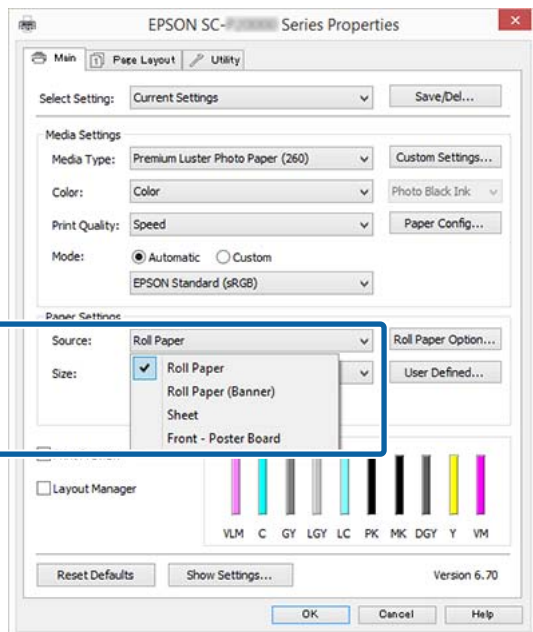 EPSON SC- Series Properties
Main Page Layout Utility
Select Setting: Current Settings Save/Del...
Media Settings
Media Type: Premium Luster Photo Paper (260) Custom Settings...
Color: Color Photo Black Ink
Print Quality: Speed Paper Config...
Mode: Automatic Custom
EPSON Standard (sRGB)
Paper Settings
Source: Roll Paper Roll Paper Option...
Size: Roll Paper User Defined...
Roll Paper (Banner)
Sheet
Front - Poster Board
Layout Manager
VLM C GY LGY LC PK MK DGY Y VM
Reset Defaults Show Settings... Version 6.70
OK Cancel Help